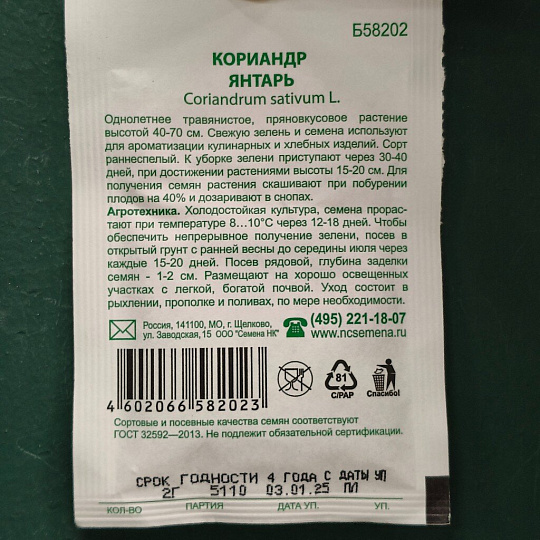 Б58202
КОРИАНДР
ЯНТАРЬ
Coriandrum sativum L.
Однолетнее травянистое, пряновкусовое растение
высотой 40-70 см. Свежую зелень и семена используют
для ароматизации кулинарных и хлебных изделий. Сорт
раннеспелый. К уборке зелени приступают через 30-40
дней, при достижении растениями высоты 15-20 см. Для
получения семян растения скашивают при побурении
плодов на 40% и дозаривают в снопах.
Агротехника. Холодостойкая культура, семена прорас-
тают при температуре 8...10°С через 12-18 дней. Чтобы
обеспечить непрерывное получение зелени, посев в
открытый грунт с ранней весны до середины июля через
каждые 15-20 дней. Посев рядовой, глубина заделки
семян - 1-2 см. Размещают на хорошо освещенных
участках с легкой, богатой почвой. Уход состоит в
рыхлении, прополке и поливах, по мере необходимости.
Россия, 141100, МО, г. Щелково,
ул. Заводская, 15 ООО "Семена НК"
(495) 221-18-07
www.ncsemena.ru
4 602066 582023
81
C/PAP
Спасибо!
Сортовые и посевные качества семян соответствуют
ГОСТ 32592—2013. Не подлежит обязательной сертификации.
СРОК ГОДНОСТИ 4 ГОДА С ДАТЫ УП
2Г 5110 03.01.25 ПЛ
КОЛ-ВО ПАРТИЯ ДАТА УП. УП.